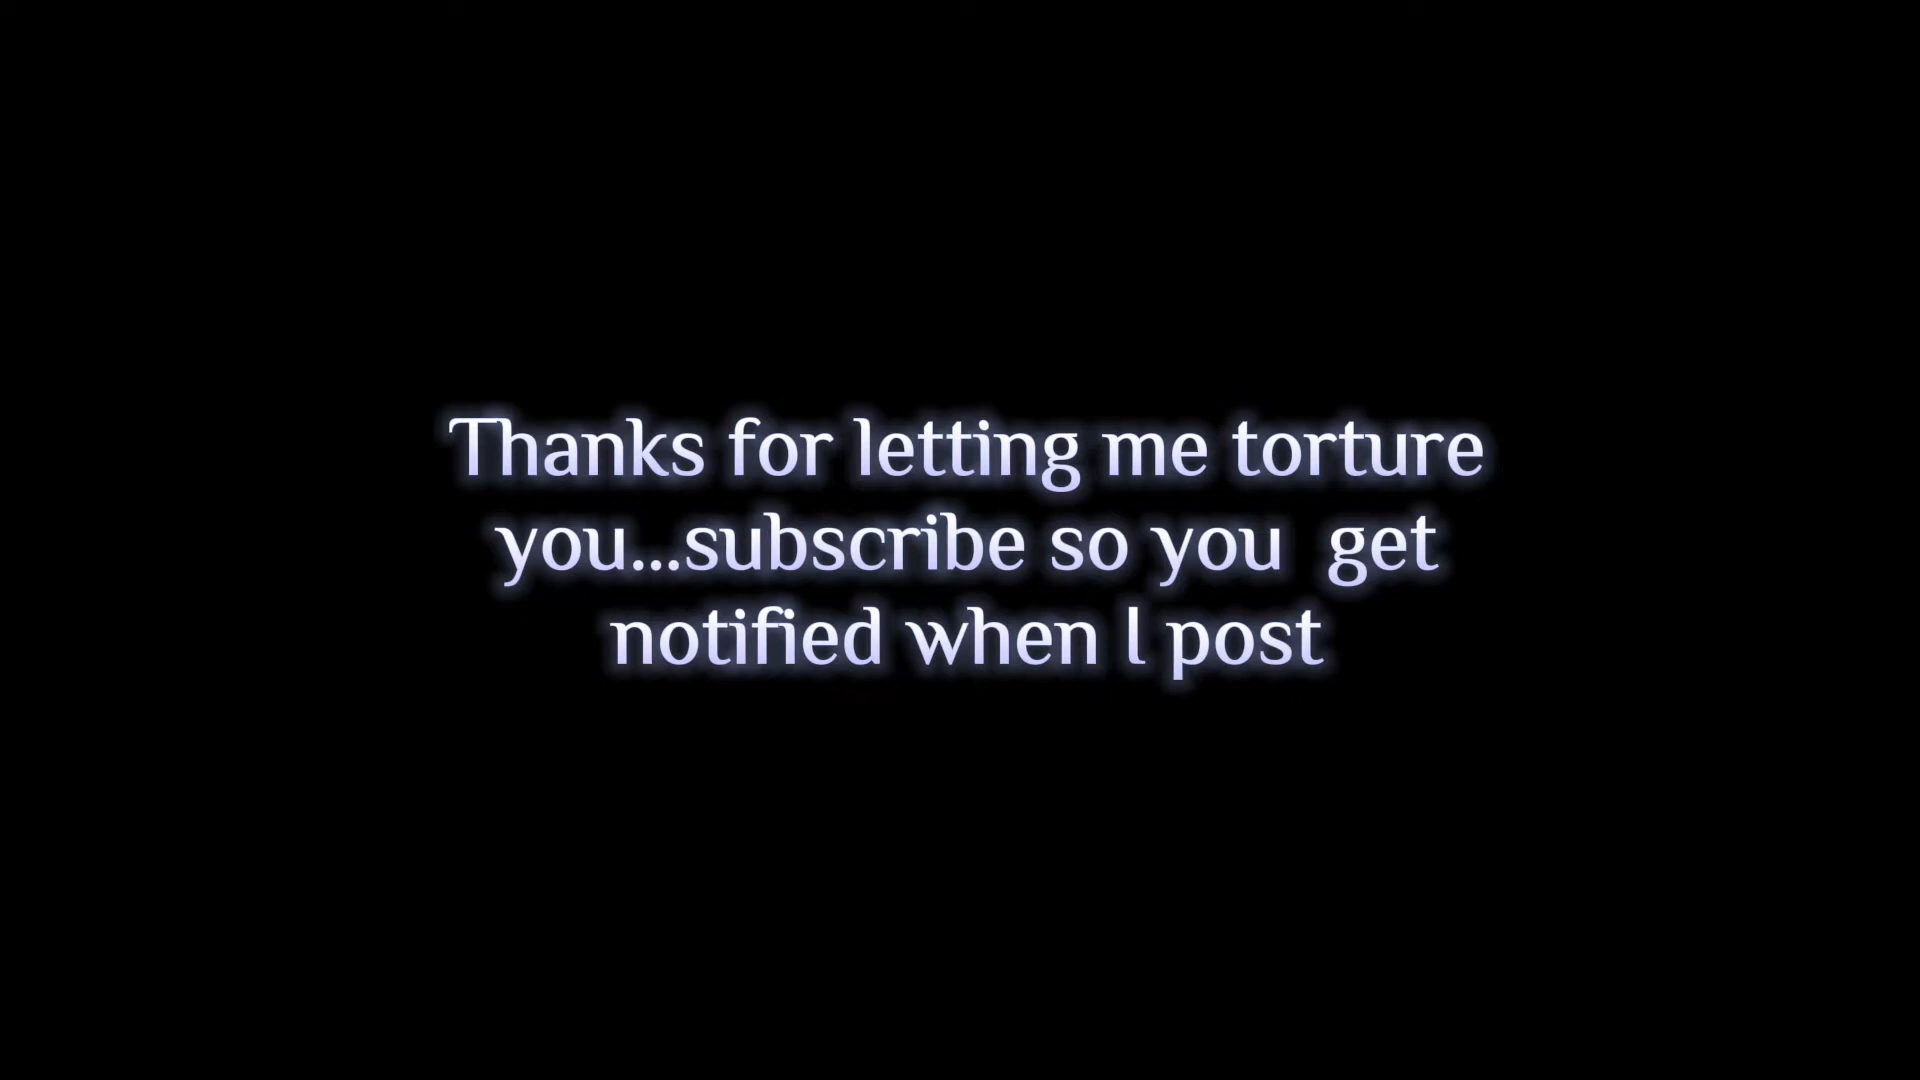 Thanks for letting me torture
you...subscribe so you  get
notified when I post